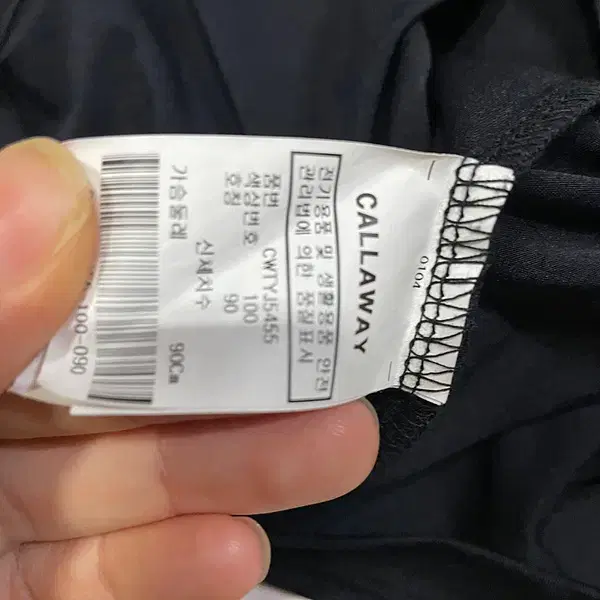 CALLAWAY
0104
전기용품 및 생활용품 안전
관리법에 의한 품질표시
품번 CWTYJ5455
색상번호 100
호칭 90
신체치수
가슴둘레 90Cm
100-090